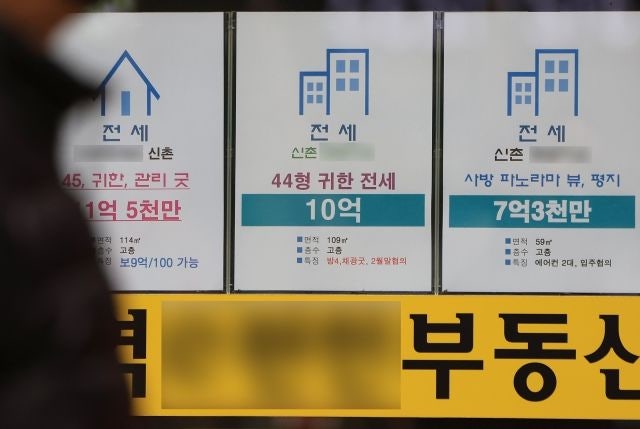 전 세
신촌
45, 귀한, 관리 굿
11억 5천만
면적 114㎡
층수 고층
특징 보9억/100 가능
전 세
신촌
44형 귀한 전세
10억
면적 109㎡
층수 고층
특징 방4,채광굿, 2월말협의
전 세
신촌
사방 파노라마 뷰, 평지
7억3천만
면적 59㎡
층수 고층
특징 에어컨 2대, 입주협의
부동산